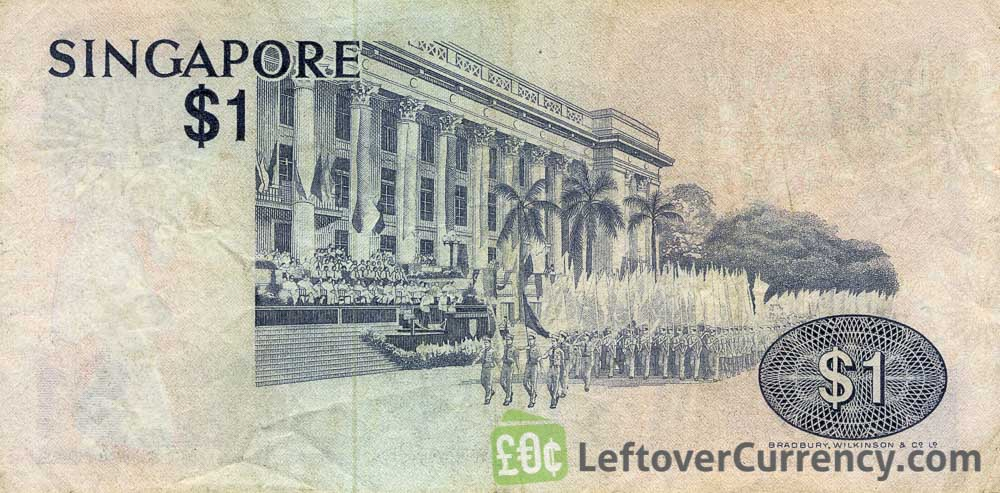 SINGAPORE
$1
$1
BRADBURY, WILKINSON & Cº Lº
£0¢ LeftoverCurrency.com